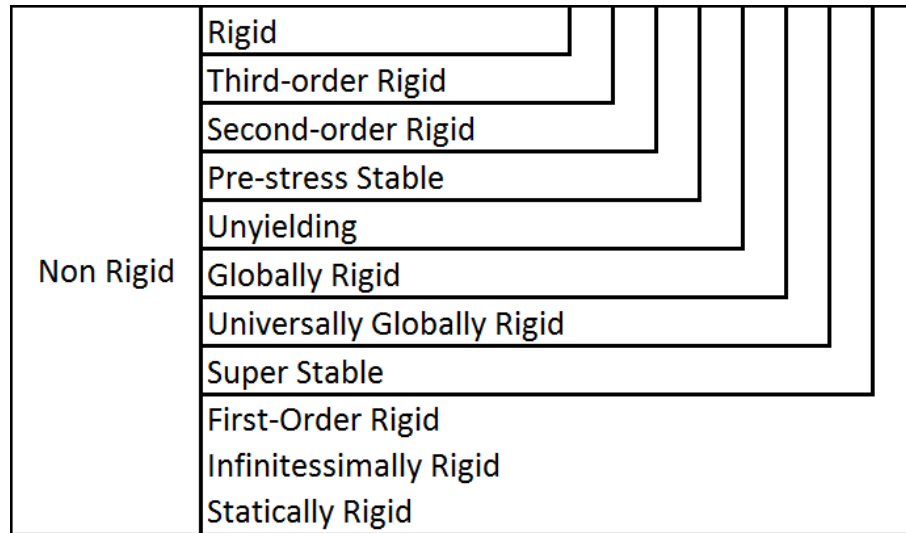 Rigid
Third-order Rigid
Second-order Rigid
Pre-stress Stable
Unyielding
Non Rigid
Globally Rigid
Universally Globally Rigid
Super Stable
First-Order Rigid
Infinitessimally Rigid
Statically Rigid